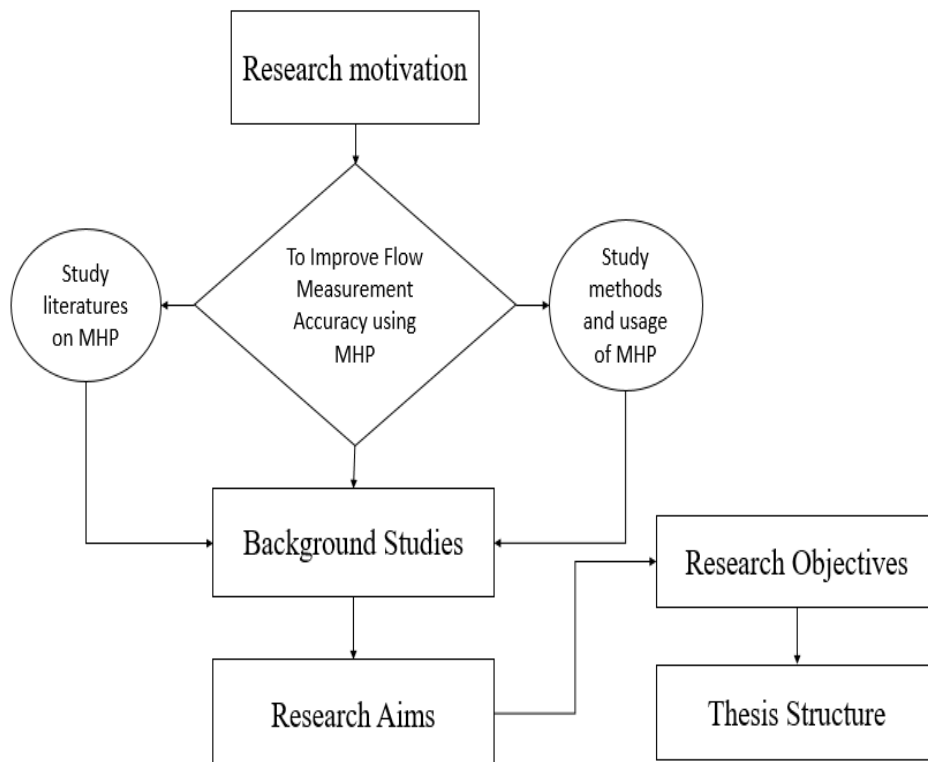 Research motivation
To Improve Flow
Measurement
Accuracy using
MHP
Study
literatures
on MHP
Study
methods
and usage
of MHP
Background Studies
Research Objectives
Research Aims
Thesis Structure